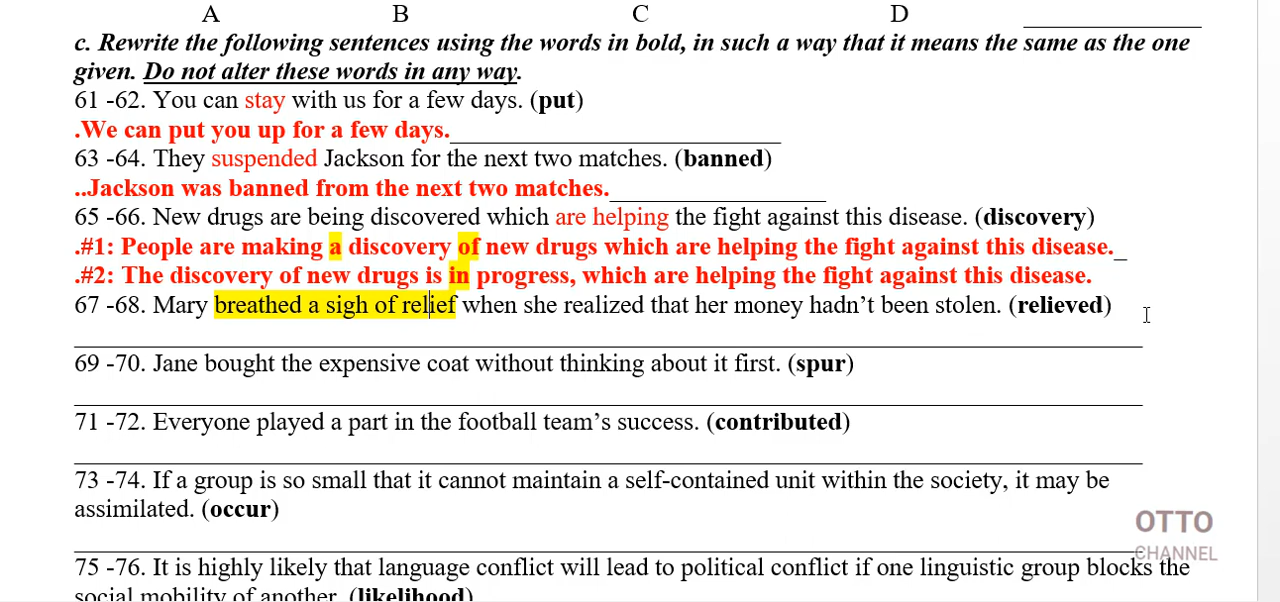 A B C D
c. Rewrite the following sentences using the words in bold, in such a way that it means the same as the one
given. Do not alter these words in any way.
61 -62. You can stay with us for a few days. (put)
.We can put you up for a few days.
63 -64. They suspended Jackson for the next two matches. (banned)
..Jackson was banned from the next two matches.
65 -66. New drugs are being discovered which are helping the fight against this disease. (discovery)
.#1: People are making a discovery of new drugs which are helping the fight against this disease.
.#2: The discovery of new drugs is in progress, which are helping the fight against this disease.
67 -68. Mary breathed a sigh of relief when she realized that her money hadn’t been stolen. (relieved)
69 -70. Jane bought the expensive coat without thinking about it first. (spur)
71 -72. Everyone played a part in the football team’s success. (contributed)
73 -74. If a group is so small that it cannot maintain a self-contained unit within the society, it may be
assimilated. (occur)
OTTO
CHANNEL
75 -76. It is highly likely that language conflict will lead to political conflict if one linguistic group blocks the
social mobility of another. (likelihood)